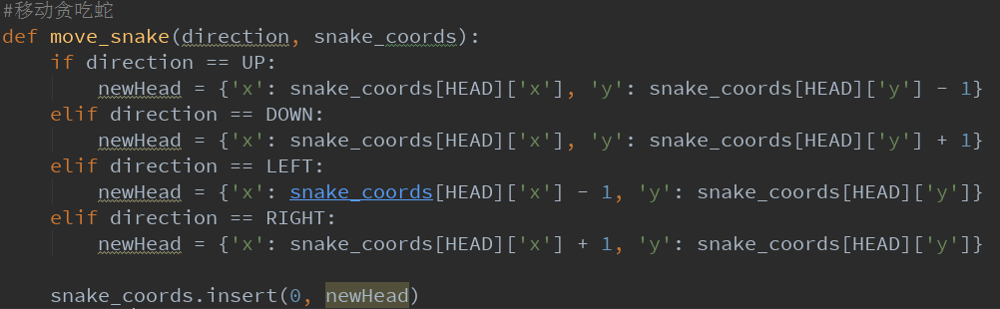 #移动贪吃蛇
def move_snake(direction, snake_coords):
    if direction == UP:
        newHead = {'x': snake_coords[HEAD]['x'], 'y': snake_coords[HEAD]['y'] - 1}
    elif direction == DOWN:
        newHead = {'x': snake_coords[HEAD]['x'], 'y': snake_coords[HEAD]['y'] + 1}
    elif direction == LEFT:
        newHead = {'x': snake_coords[HEAD]['x'] - 1, 'y': snake_coords[HEAD]['y']}
    elif direction == RIGHT:
        newHead = {'x': snake_coords[HEAD]['x'] + 1, 'y': snake_coords[HEAD]['y']}
    snake_coords.insert(0, newHead)